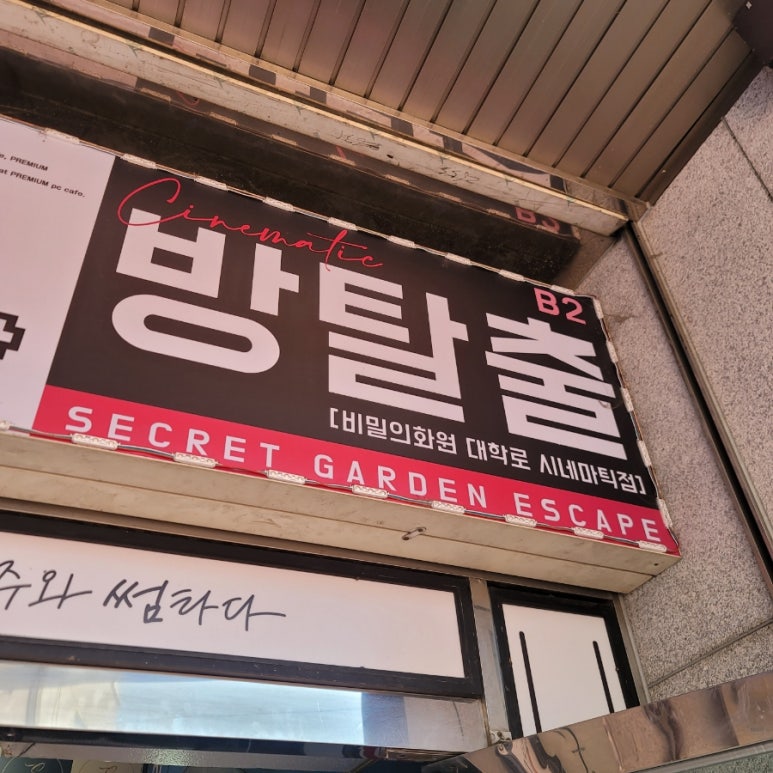 PREMIUM
at PREMIUM pc cafe.
Cinematic
방탈출
B2
[비밀의화원 대학로 시네마틱점]
SECRET GARDEN ESCAPE
주와 썸타다